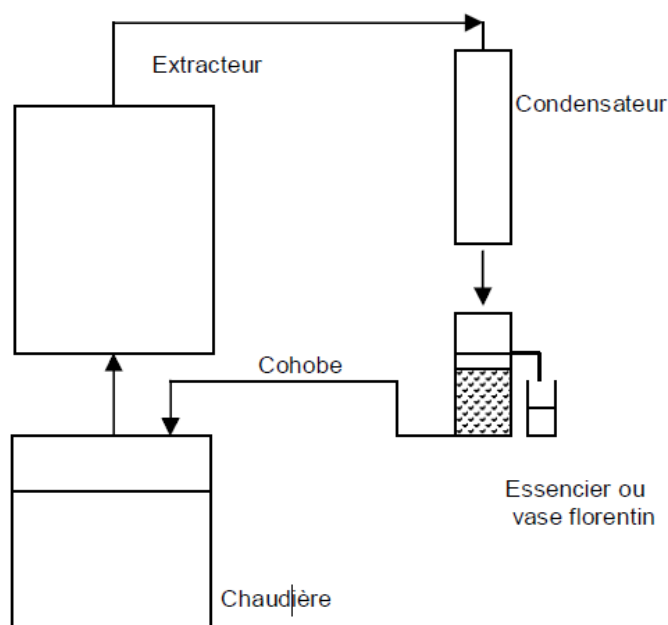 Extracteur
Condensateur
Cohobe
Essencier ou
vase florentin
Chaudière